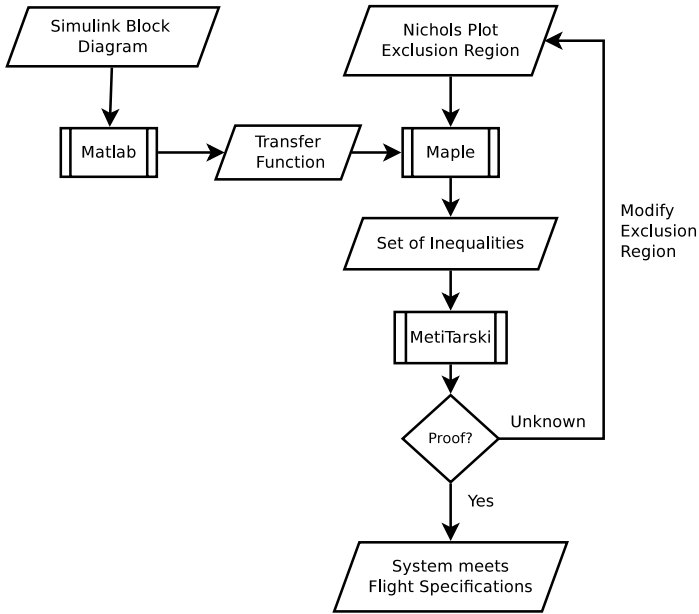 Simulink Block
Diagram
Nichols Plot
Exclusion Region
Matlab
Transfer
Function
Maple
Modify
Exclusion
Region
Set of Inequalities
MetiTarski
Proof?
Unknown
Yes
System meets
Flight Specifications